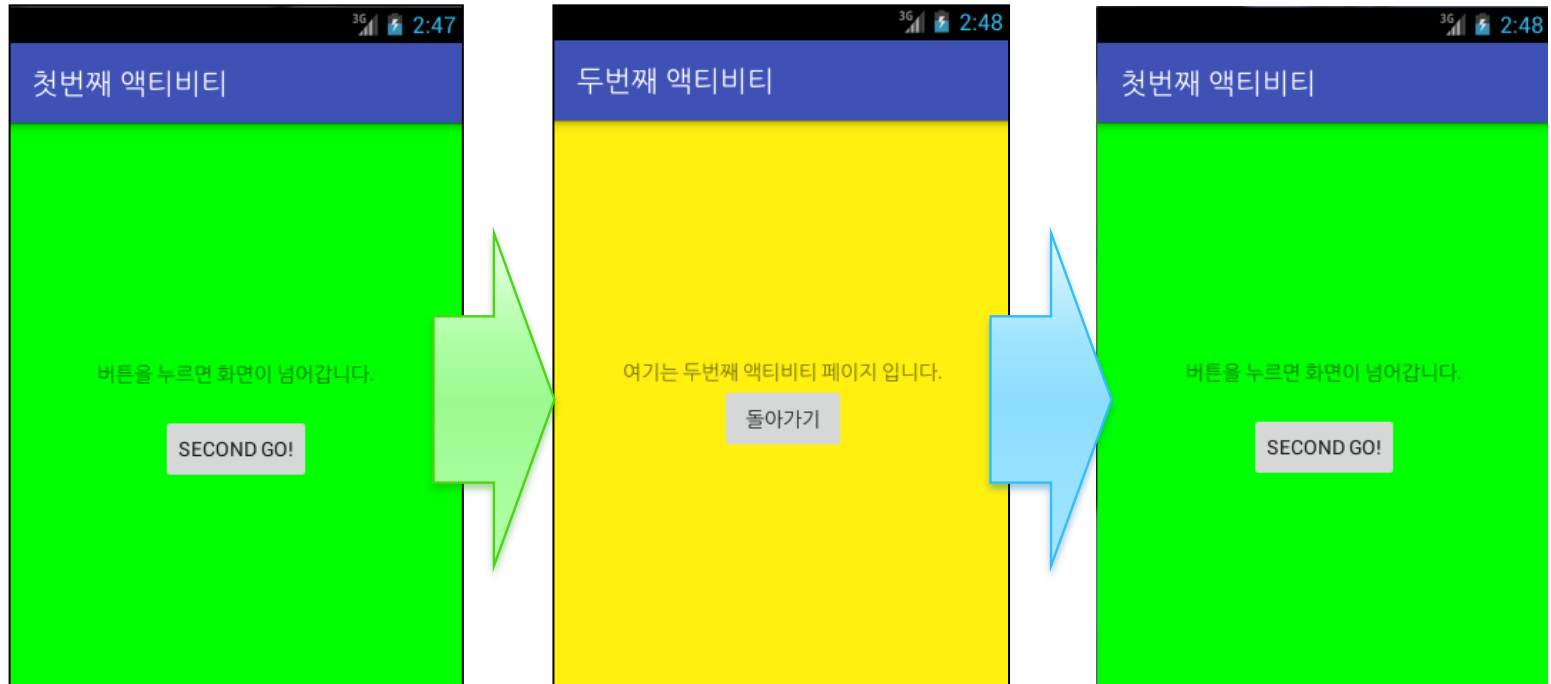 3G 2:47
첫번째 액티비티
버튼을 누르면 화면이 넘어갑니다.
SECOND GO!
3G 2:48
두번째 액티비티
여기는 두번째 액티비티 페이지 입니다.
돌아가기
3G 2:48
첫번째 액티비티
버튼을 누르면 화면이 넘어갑니다.
SECOND GO!